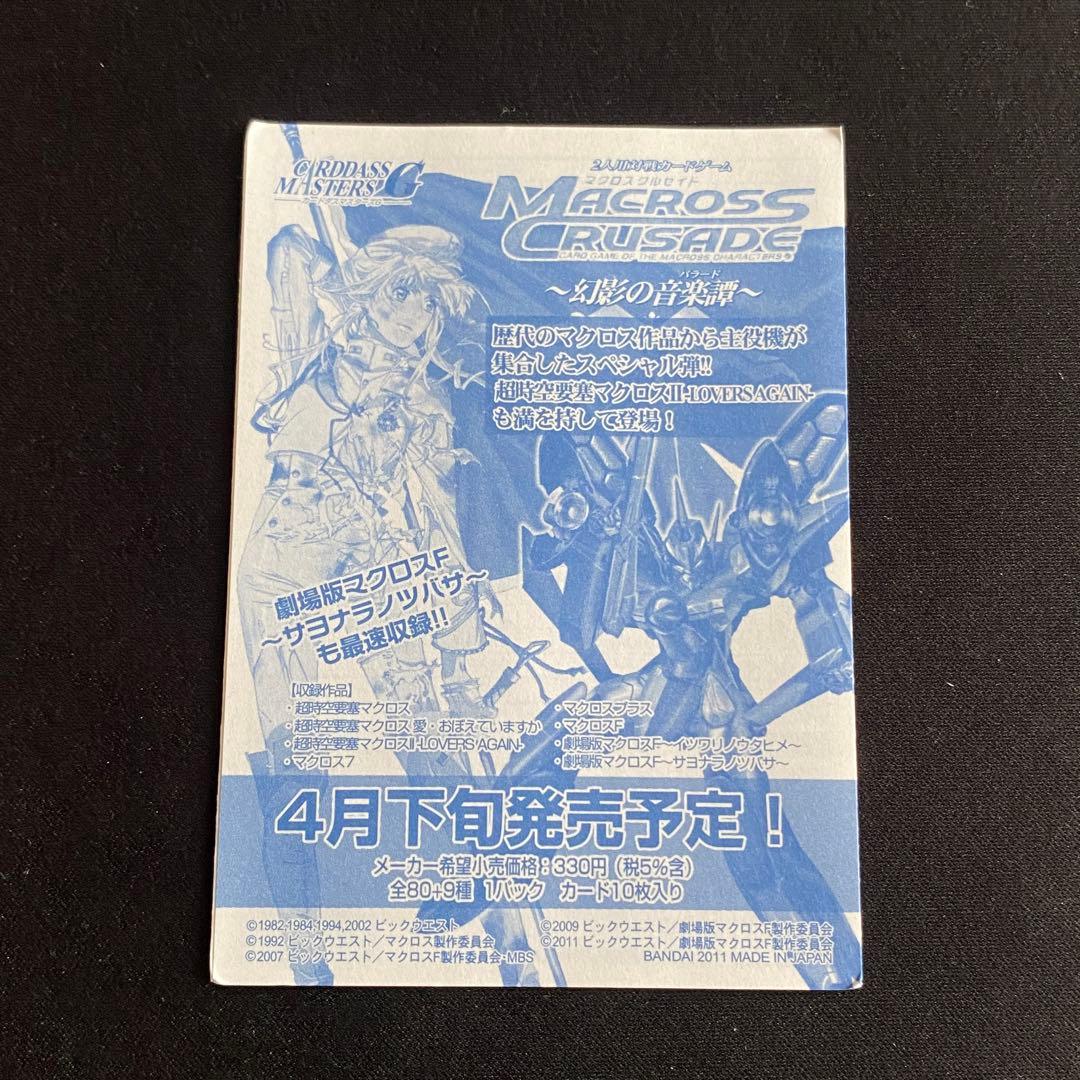 CARDDASS
MASTERS G
カードダスマスターズG
2人用対戦カードゲーム
マクロスクルセイド
MACROSS
CRUSADE
CARD GAME OF THE MACROSS CHARACTERS
バラード
～幻影の音楽譚～
歴代のマクロス作品から主役機が
集合したスペシャル弾!!
超時空要塞マクロスII-LOVERS AGAIN-
も満を持して登場！
劇場版マクロスF
～サヨナラノツバサ～
も最速収録!!
【収録作品】
・超時空要塞マクロス
・超時空要塞マクロス 愛・おぼえていますか
・超時空要塞マクロスII-LOVERS AGAIN-
・マクロス7
・マクロスプラス
・マクロスF
・劇場版マクロスF～イツワリノウタヒメ～
・劇場版マクロスF～サヨナラノツバサ～
4月下旬発売予定！
メーカー希望小売価格：330円（税5%含）
全80+9種 1パック カード10枚入り
©1982,1984,1994,2002 ビックウエスト
©1992 ビックウエスト／マクロス製作委員会
©2007 ビックウエスト／マクロスF製作委員会・MBS
©2009 ビックウエスト／劇場版マクロスF製作委員会
©2011 ビックウエスト／劇場版マクロスF製作委員会
BANDAI 2011 MADE IN JAPAN